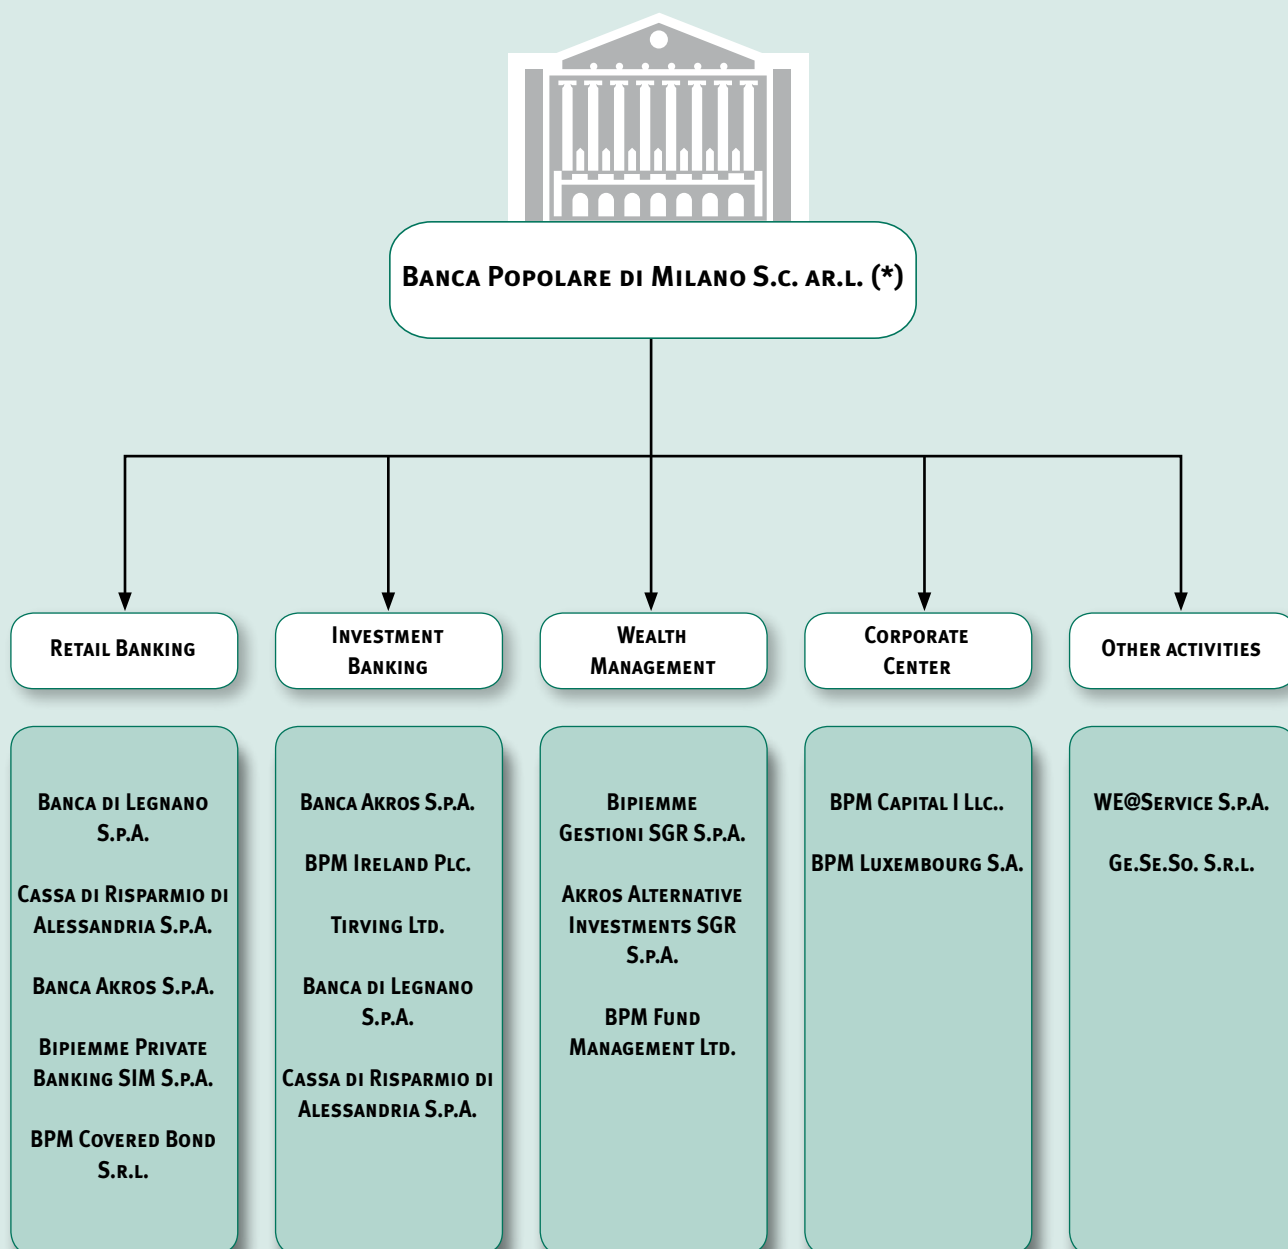 Banca Popolare di Milano S.c. ar.l. (*)
Retail Banking
Investment
Banking
Wealth
Management
Corporate
Center
Other activities
Banca di Legnano
S.p.A.
Cassa di Risparmio di
Alessandria S.p.A.
Banca Akros S.p.A.
Bipiemme Private
Banking SIM S.p.A.
BPM Covered Bond
S.r.l.
Banca Akros S.p.A.
BPM Ireland Plc.
Tirving Ltd.
Banca di Legnano
S.p.A.
Cassa di Risparmio di
Alessandria S.p.A.
Bipiemme
Gestioni SGR S.p.A.
Akros Alternative
Investments SGR
S.p.A.
BPM Fund
Management Ltd.
BPM Capital I Llc..
BPM Luxembourg S.A.
WE@Service S.p.A.
Ge.Se.So. S.r.l.